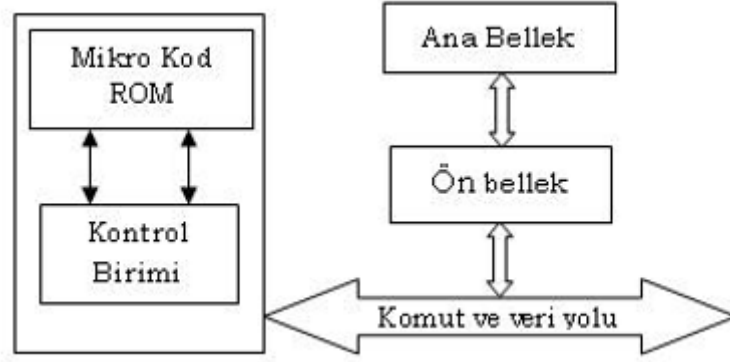 Mikro Kod
ROM
Kontrol
Birimi
Ana Bellek
Ön bellek
Komut ve veri yolu